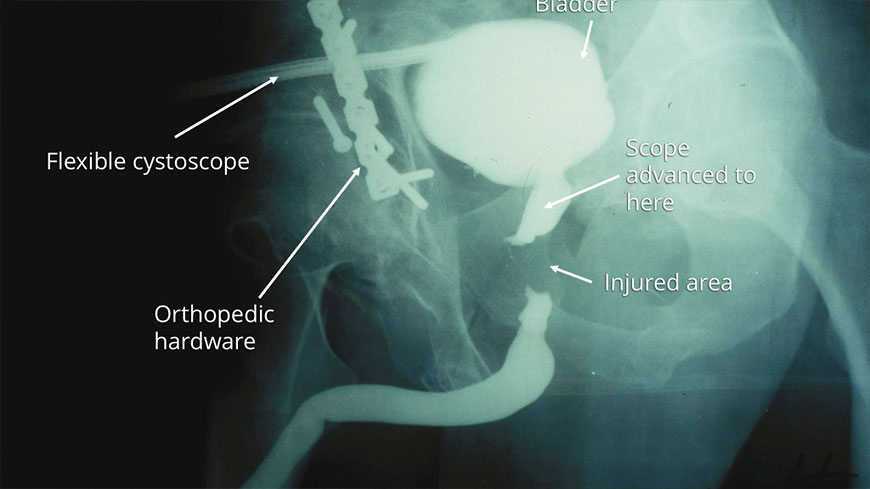 Bladder
Flexible cystoscope
Scope
advanced to
here
Injured area
Orthopedic
hardware